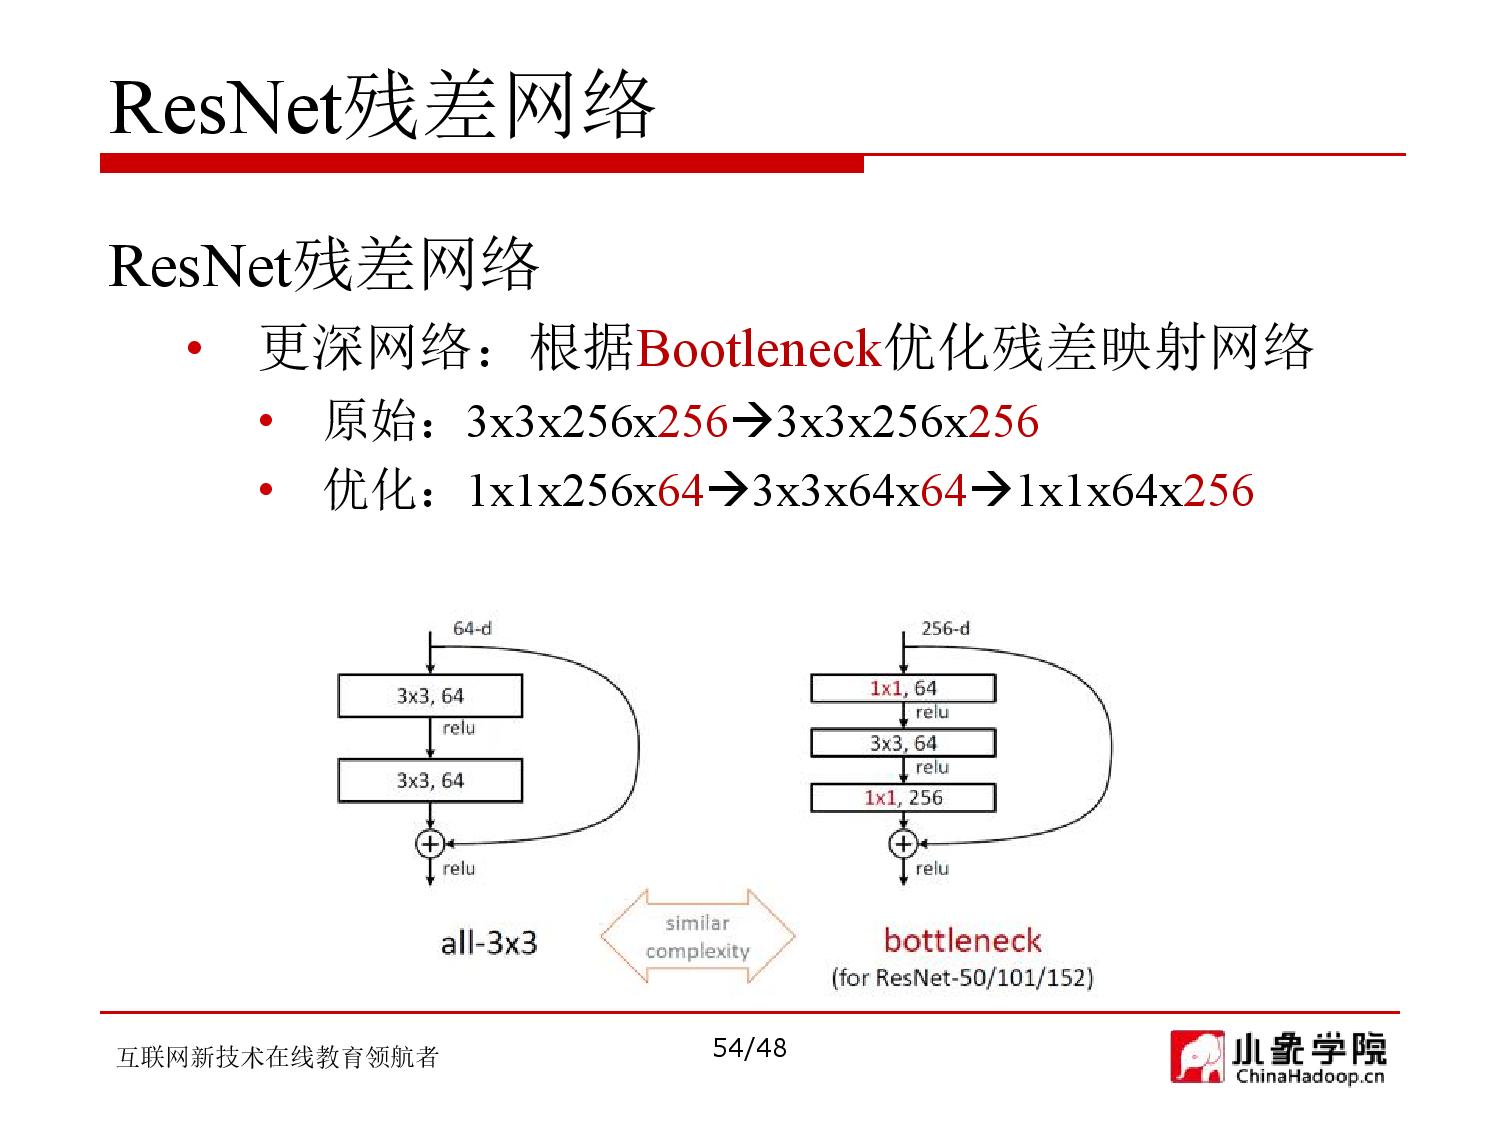 ResNet残差网络
ResNet残差网络
• 更深网络：根据Bootleneck优化残差映射网络
• 原始：3x3x256x256→3x3x256x256
• 优化：1x1x256x64→3x3x64x64→1x1x64x256
64-d
3x3, 64
relu
3x3, 64
+
relu
all-3x3
similar
complexity
256-d
1x1, 64
relu
3x3, 64
relu
1x1, 256
+
relu
bottleneck
(for ResNet-50/101/152)
互联网新技术在线教育领航者
54/48
小象学院
ChinaHadoop.cn